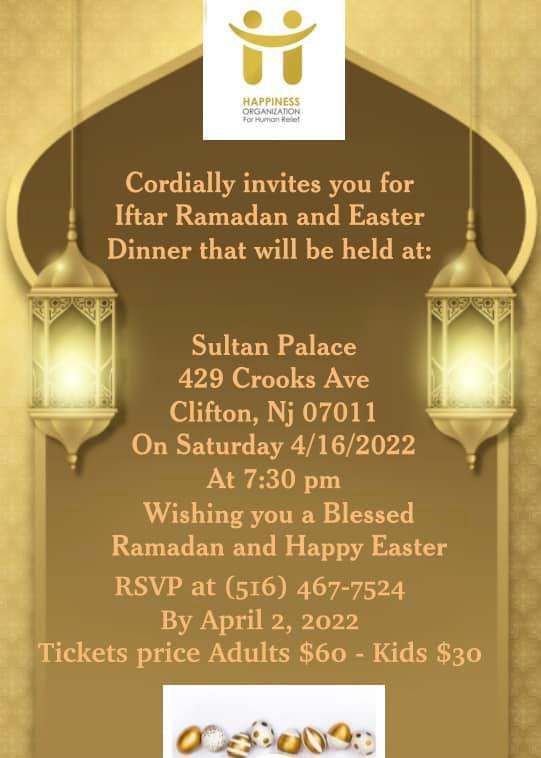 HAPPINESS
ORGANIZATION
For Human Relief
Cordially invites you for
Iftar Ramadan and Easter
Dinner that will be held at:
Sultan Palace
429 Crooks Ave
Clifton, Nj 07011
On Saturday 4/16/2022
At 7:30 pm
Wishing you a Blessed
Ramadan and Happy Easter
RSVP at (516) 467-7524
By April 2, 2022
Tickets price Adults $60 - Kids $30